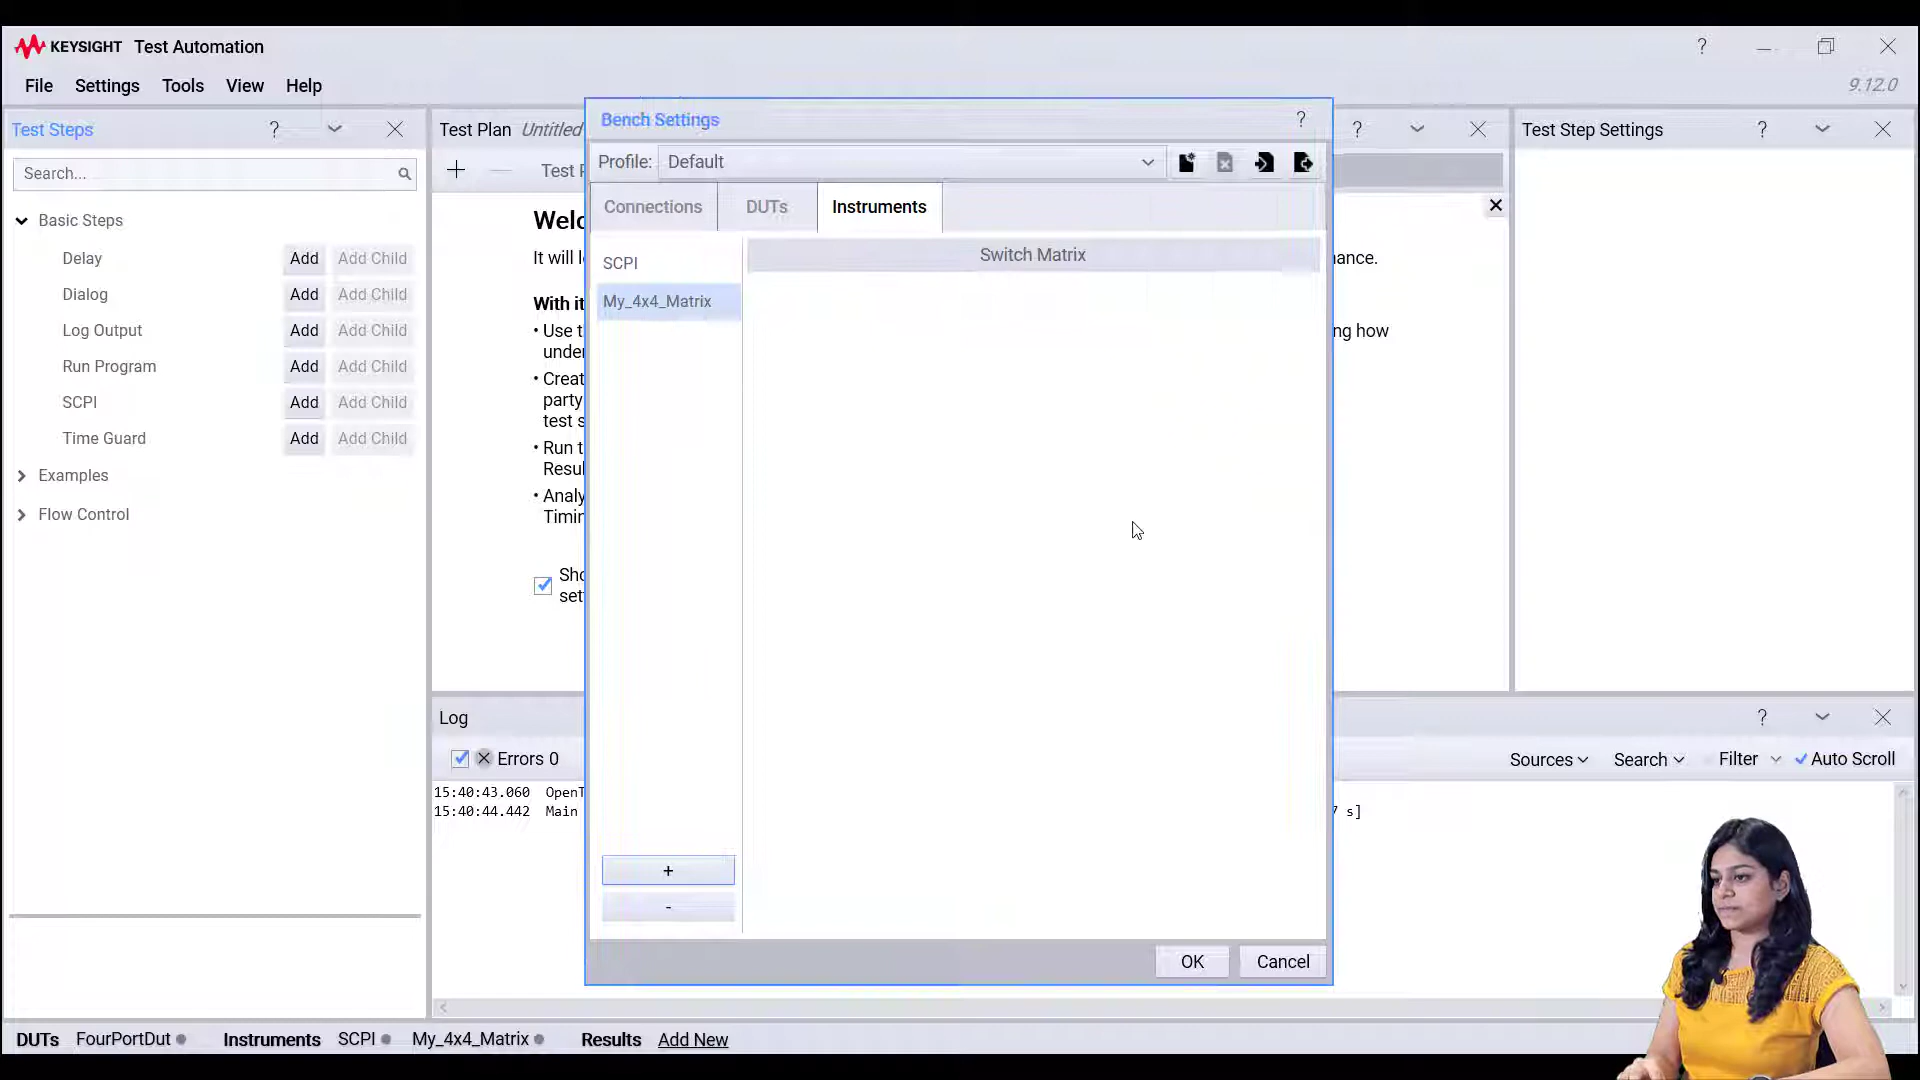 KEYSIGHT Test Automation
?
File Settings Tools View Help
9.12.0
Test Steps ?
Search...
Basic Steps
Delay Add Add Child
Dialog Add Add Child
Log Output Add Add Child
Run Program Add Add Child
SCPI Add Add Child
Time Guard Add Add Child
Examples
Flow Control
Test Plan Untitled ?
+ Test P
Welc
It will l ance.
With it
• Use t ng how
under
• Creat
party
test s
• Run t
Resul
• Analy
Timin
Sho
set
Bench Settings ?
Profile: Default
Connections DUTs Instruments
SCPI
My_4x4_Matrix
Switch Matrix
+
-
OK Cancel
Test Step Settings ?
Log ?
Errors 0 Sources Search Filter Auto Scroll
15:40:43.060 OpenT
15:40:44.442 Main 7 s]
DUTs FourPortDut Instruments SCPI My_4x4_Matrix Results Add New